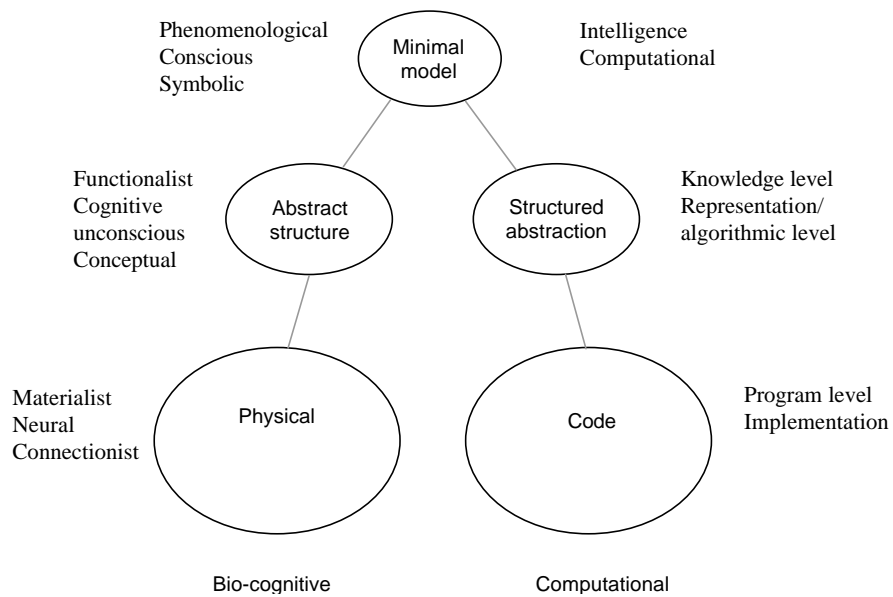 Phenomenological
Conscious
Symbolic
Minimal
model
Intelligence
Computational
Functionalist
Cognitive
unconscious
Conceptual
Abstract
structure
Structured
abstraction
Knowledge level
Representation/
algorithmic level
Materialist
Neural
Connectionist
Physical
Code
Program level
Implementation
Bio-cognitive
Computational